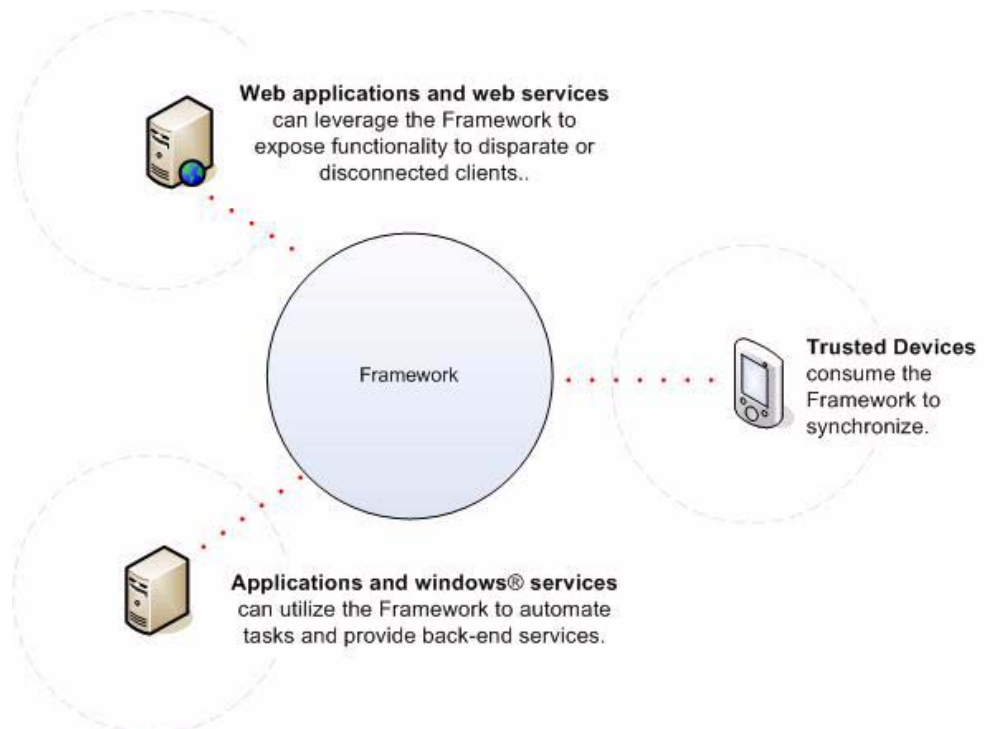 Web applications and web services
can leverage the Framework to
expose functionality to disparate or
disconnected clients..
Framework
Trusted Devices
consume the
Framework to
synchronize.
Applications and windows® services
can utilize the Framework to automate
tasks and provide back-end services.